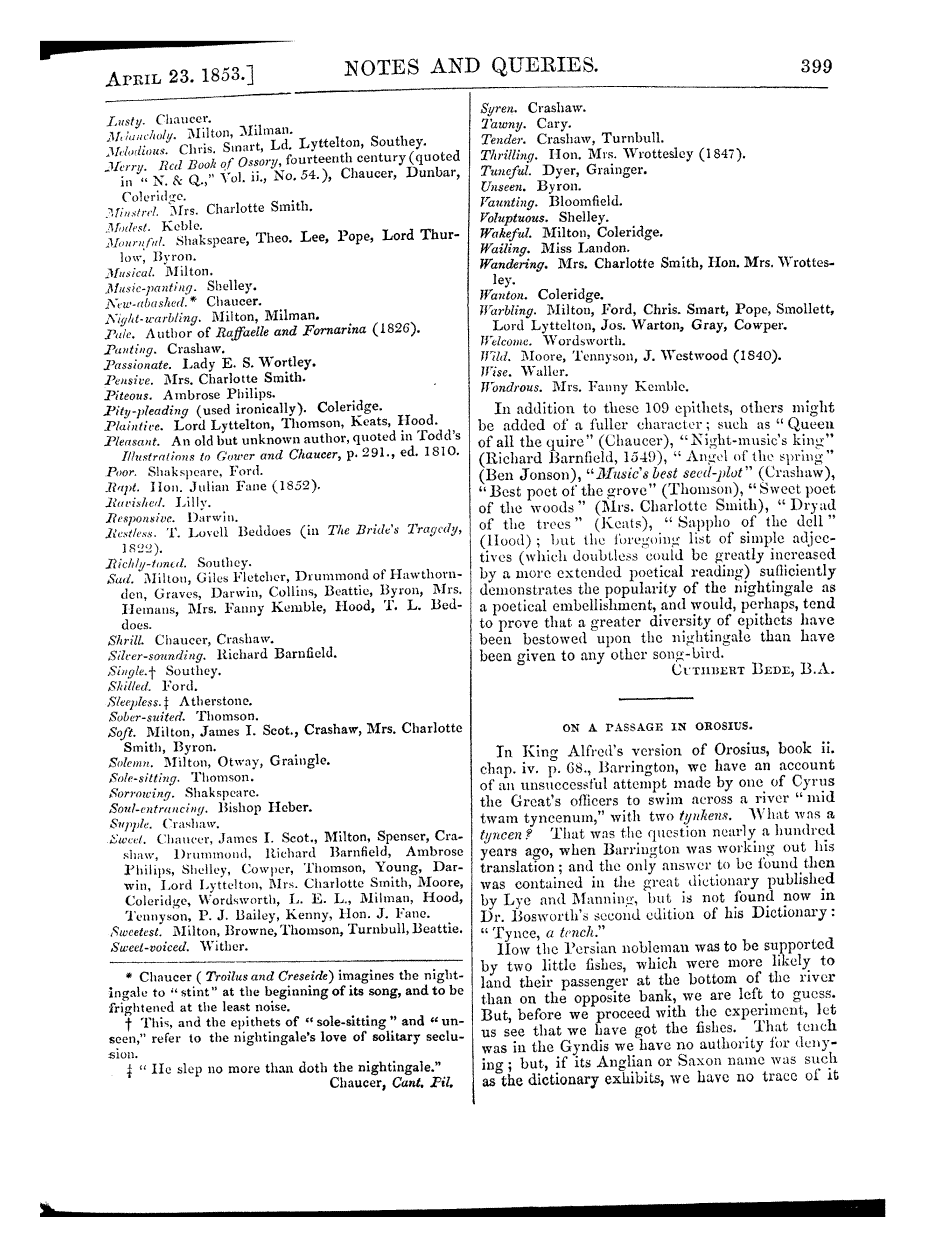 APRIL 23. 1853.] NOTES AND QUERIES. 399
Lusty. Chaucer.
Melancholy. Milton, Milman.
Melodious. Chris. Smart, Ld. Lyttelton, Southey.
Merry. Red Book of Ossory, fourteenth century (quoted
in "N. & Q.," Vol. ii., No. 54.), Chaucer, Dunbar,
Coleridge.
Minstrel. Mrs. Charlotte Smith.
Modest. Keble.
Mournful. Shakspeare, Theo. Lee, Pope, Lord Thur-
low, Byron.
Musical. Milton.
Music-panting. Shelley.
New-abashed.* Chaucer.
Night-warbling. Milton, Milman.
Pale. Author of Raffaelle and Fornarina (1826).
Panting. Crashaw.
Passionate. Lady E. S. Wortley.
Pensive. Mrs. Charlotte Smith.
Piteous. Ambrose Philips.
Pity-pleading (used ironically). Coleridge.
Plaintive. Lord Lyttelton, Thomson, Keats, Hood.
Pleasant. An old but unknown author, quoted in Todd's
Illustrations to Gower and Chaucer, p. 291., ed. 1810.
Poor. Shakspeare, Ford.
Rapt. Hon. Julian Fane (1852).
Ravished. Lilly.
Responsive. Darwin.
Restless. T. Lovell Beddoes (in The Bride's Tragedy,
1822).
Richly-toned. Southey.
Sad. Milton, Giles Fletcher, Drummond of Hawthorn-
den, Graves, Darwin, Collins, Beattie, Byron, Mrs.
Hemans, Mrs. Fanny Kemble, Hood, T. L. Bed-
does.
Shrill. Chaucer, Crashaw.
Silver-sounding. Richard Barnfield.
Single.† Southey.
Skilled. Ford.
Sleepless.‡ Atherstone.
Sober-suited. Thomson.
Soft. Milton, James I. Scot., Crashaw, Mrs. Charlotte
Smith, Byron.
Solemn. Milton, Otway, Graingle.
Sole-sitting. Thomson.
Sorrowing. Shakspeare.
Soul-entrancing. Bishop Heber.
Supple. Crashaw.
Sweet. Chaucer, James I. Scot., Milton, Spenser, Cra-
shaw, Drummond, Richard Barnfield, Ambrose
Philips, Shelley, Cowper, Thomson, Young, Dar-
win, Lord Lyttelton, Mrs. Charlotte Smith, Moore,
Coleridge, Wordsworth, L. E. L., Milman, Hood,
Tennyson, P. J. Bailey, Kenny, Hon. J. Fane.
Sweetest. Milton, Browne, Thomson, Turnbull, Beattie.
Sweet-voiced. Wither.
* Chaucer (Troilus and Creseide) imagines the night-
ingale to "stint" at the beginning of its song, and to be
frightened at the least noise.
† This, and the epithets of "sole-sitting" and "un-
seen," refer to the nightingale's love of solitary seclu-
sion.
‡ "He slep no more than doth the nightingale."
Chaucer, Cant. Pil.
Syren. Crashaw.
Tawny. Cary.
Tender. Crashaw, Turnbull.
Thrilling. Hon. Mrs. Wrottesley (1847).
Tuneful. Dyer, Grainger.
Unseen. Byron.
Vaunting. Bloomfield.
Voluptuous. Shelley.
Wakeful. Milton, Coleridge.
Wailing. Miss Landon.
Wandering. Mrs. Charlotte Smith, Hon. Mrs. Wrottes-
ley.
Wanton. Coleridge.
Warbling. Milton, Ford, Chris. Smart, Pope, Smollett,
Lord Lyttelton, Jos. Warton, Gray, Cowper.
Welcome. Wordsworth.
Wild. Moore, Tennyson, J. Westwood (1840).
Wise. Waller.
Wondrous. Mrs. Fanny Kemble.
In addition to these 109 epithets, others might
be added of a fuller character; such as "Queen
of all the quire" (Chaucer), "Night-music's king"
(Richard Barnfield, 1549), "Angel of the spring"
(Ben Jonson), "Music's best seed-plot" (Crashaw),
"Best poet of the grove" (Thomson), "Sweet poet
of the woods" (Mrs. Charlotte Smith), "Dryad
of the trees" (Keats), "Sappho of the dell"
(Hood); but the foregoing list of simple adjec-
tives (which doubtless could be greatly increased
by a more extended poetical reading) sufficiently
demonstrates the popularity of the nightingale as
a poetical embellishment, and would, perhaps, tend
to prove that a greater diversity of epithets have
been bestowed upon the nightingale than have
been given to any other song-bird.
CUTHBERT BEDE, B.A.
ON A PASSAGE IN OROSIUS.
In King Alfred's version of Orosius, book ii.
chap. iv. p. 68., Barrington, we have an account
of an unsuccessful attempt made by one of Cyrus
the Great's officers to swim across a river "mid
twam tyncenum," with two tynkens. What was a
tyncen? That was the question nearly a hundred
years ago, when Barrington was working out his
translation; and the only answer to be found then
was contained in the great dictionary published
by Lye and Manning, but is not found now in
Dr. Bosworth's second edition of his Dictionary:
"Tynce, a tench."
How the Persian nobleman was to be supported
by two little fishes, which were more likely to
land their passenger at the bottom of the river
than on the opposite bank, we are left to guess.
But, before we proceed with the experiment, let
us see that we have got the fishes. That tench
was in the Gyndis we have no authority for deny-
ing; but, if its Anglian or Saxon name was such
as the dictionary exhibits, we have no trace of it